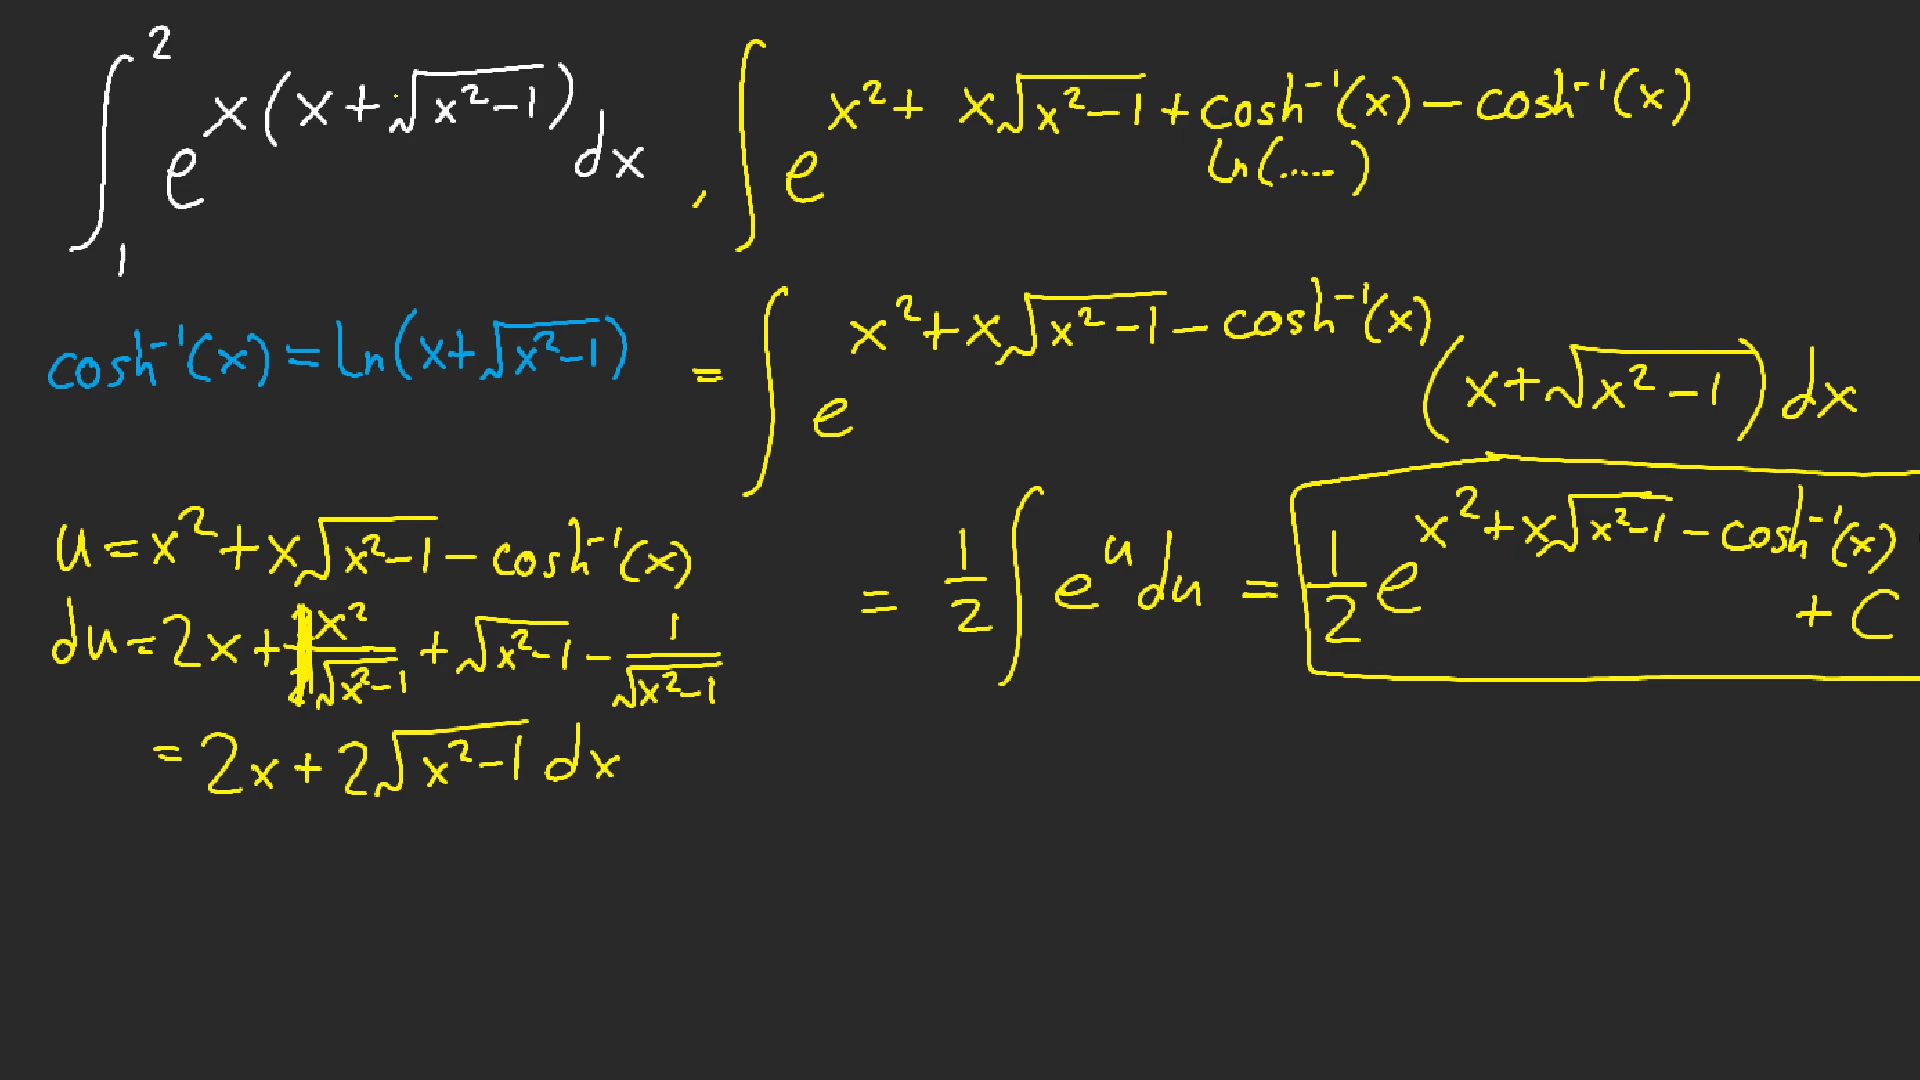 ∫₁² e^{x(x+√(x²-1))} dx , ∫ e^{x²+ x√(x²-1) + cosh⁻¹(x) - cosh⁻¹(x)}
ln(.....)
cosh⁻¹(x) = ln(x+√(x²-1))
= ∫ e^{x²+x√(x²-1) - cosh⁻¹(x)} (x+√(x²-1)) dx
u = x²+x√(x²-1) - cosh⁻¹(x)
du = 2x + x²/√(x²-1) + √(x²-1) - 1/√(x²-1)
= 2x + 2√(x²-1) dx
= 1/2 ∫ e^u du = 1/2 e^{x²+x√(x²-1) - cosh⁻¹(x)}
+ C